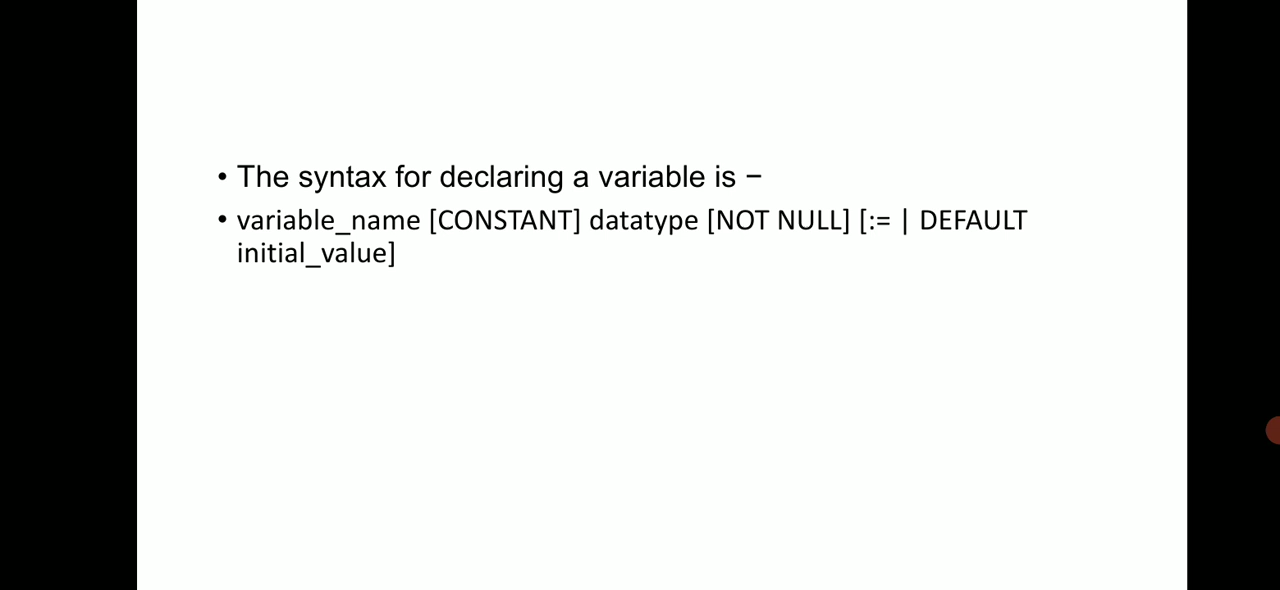 • The syntax for declaring a variable is −
• variable_name [CONSTANT] datatype [NOT NULL] [:= | DEFAULT
initial_value]